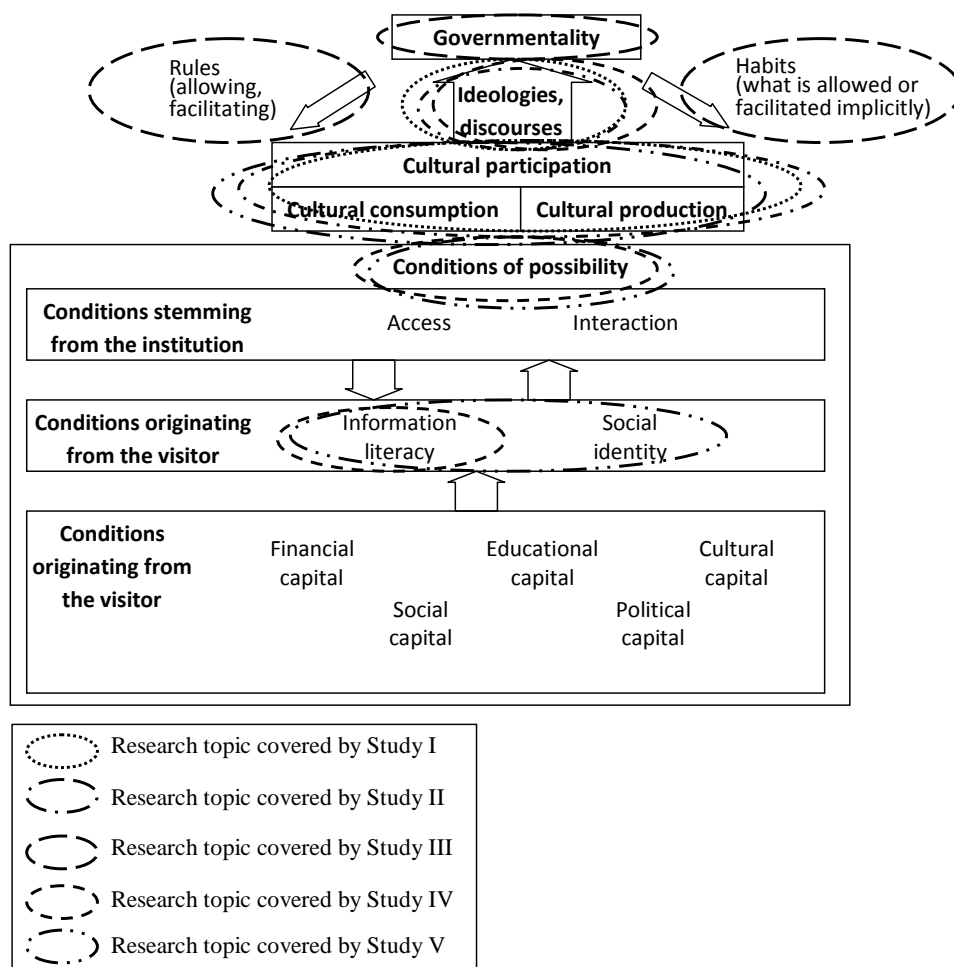 Governmentality
Rules
(allowing,
facilitating)
Ideologies,
discourses
Habits
(what is allowed or
facilitated implicitly)
Cultural participation
Cultural consumption
Cultural production
Conditions of possibility
Conditions stemming
from the institution
Access
Interaction
Conditions originating
from the visitor
Information
literacy
Social
identity
Conditions
originating from
the visitor
Financial
capital
Educational
capital
Cultural
capital
Social
capital
Political
capital
Research topic covered by Study I
Research topic covered by Study II
Research topic covered by Study III
Research topic covered by Study IV
Research topic covered by Study V